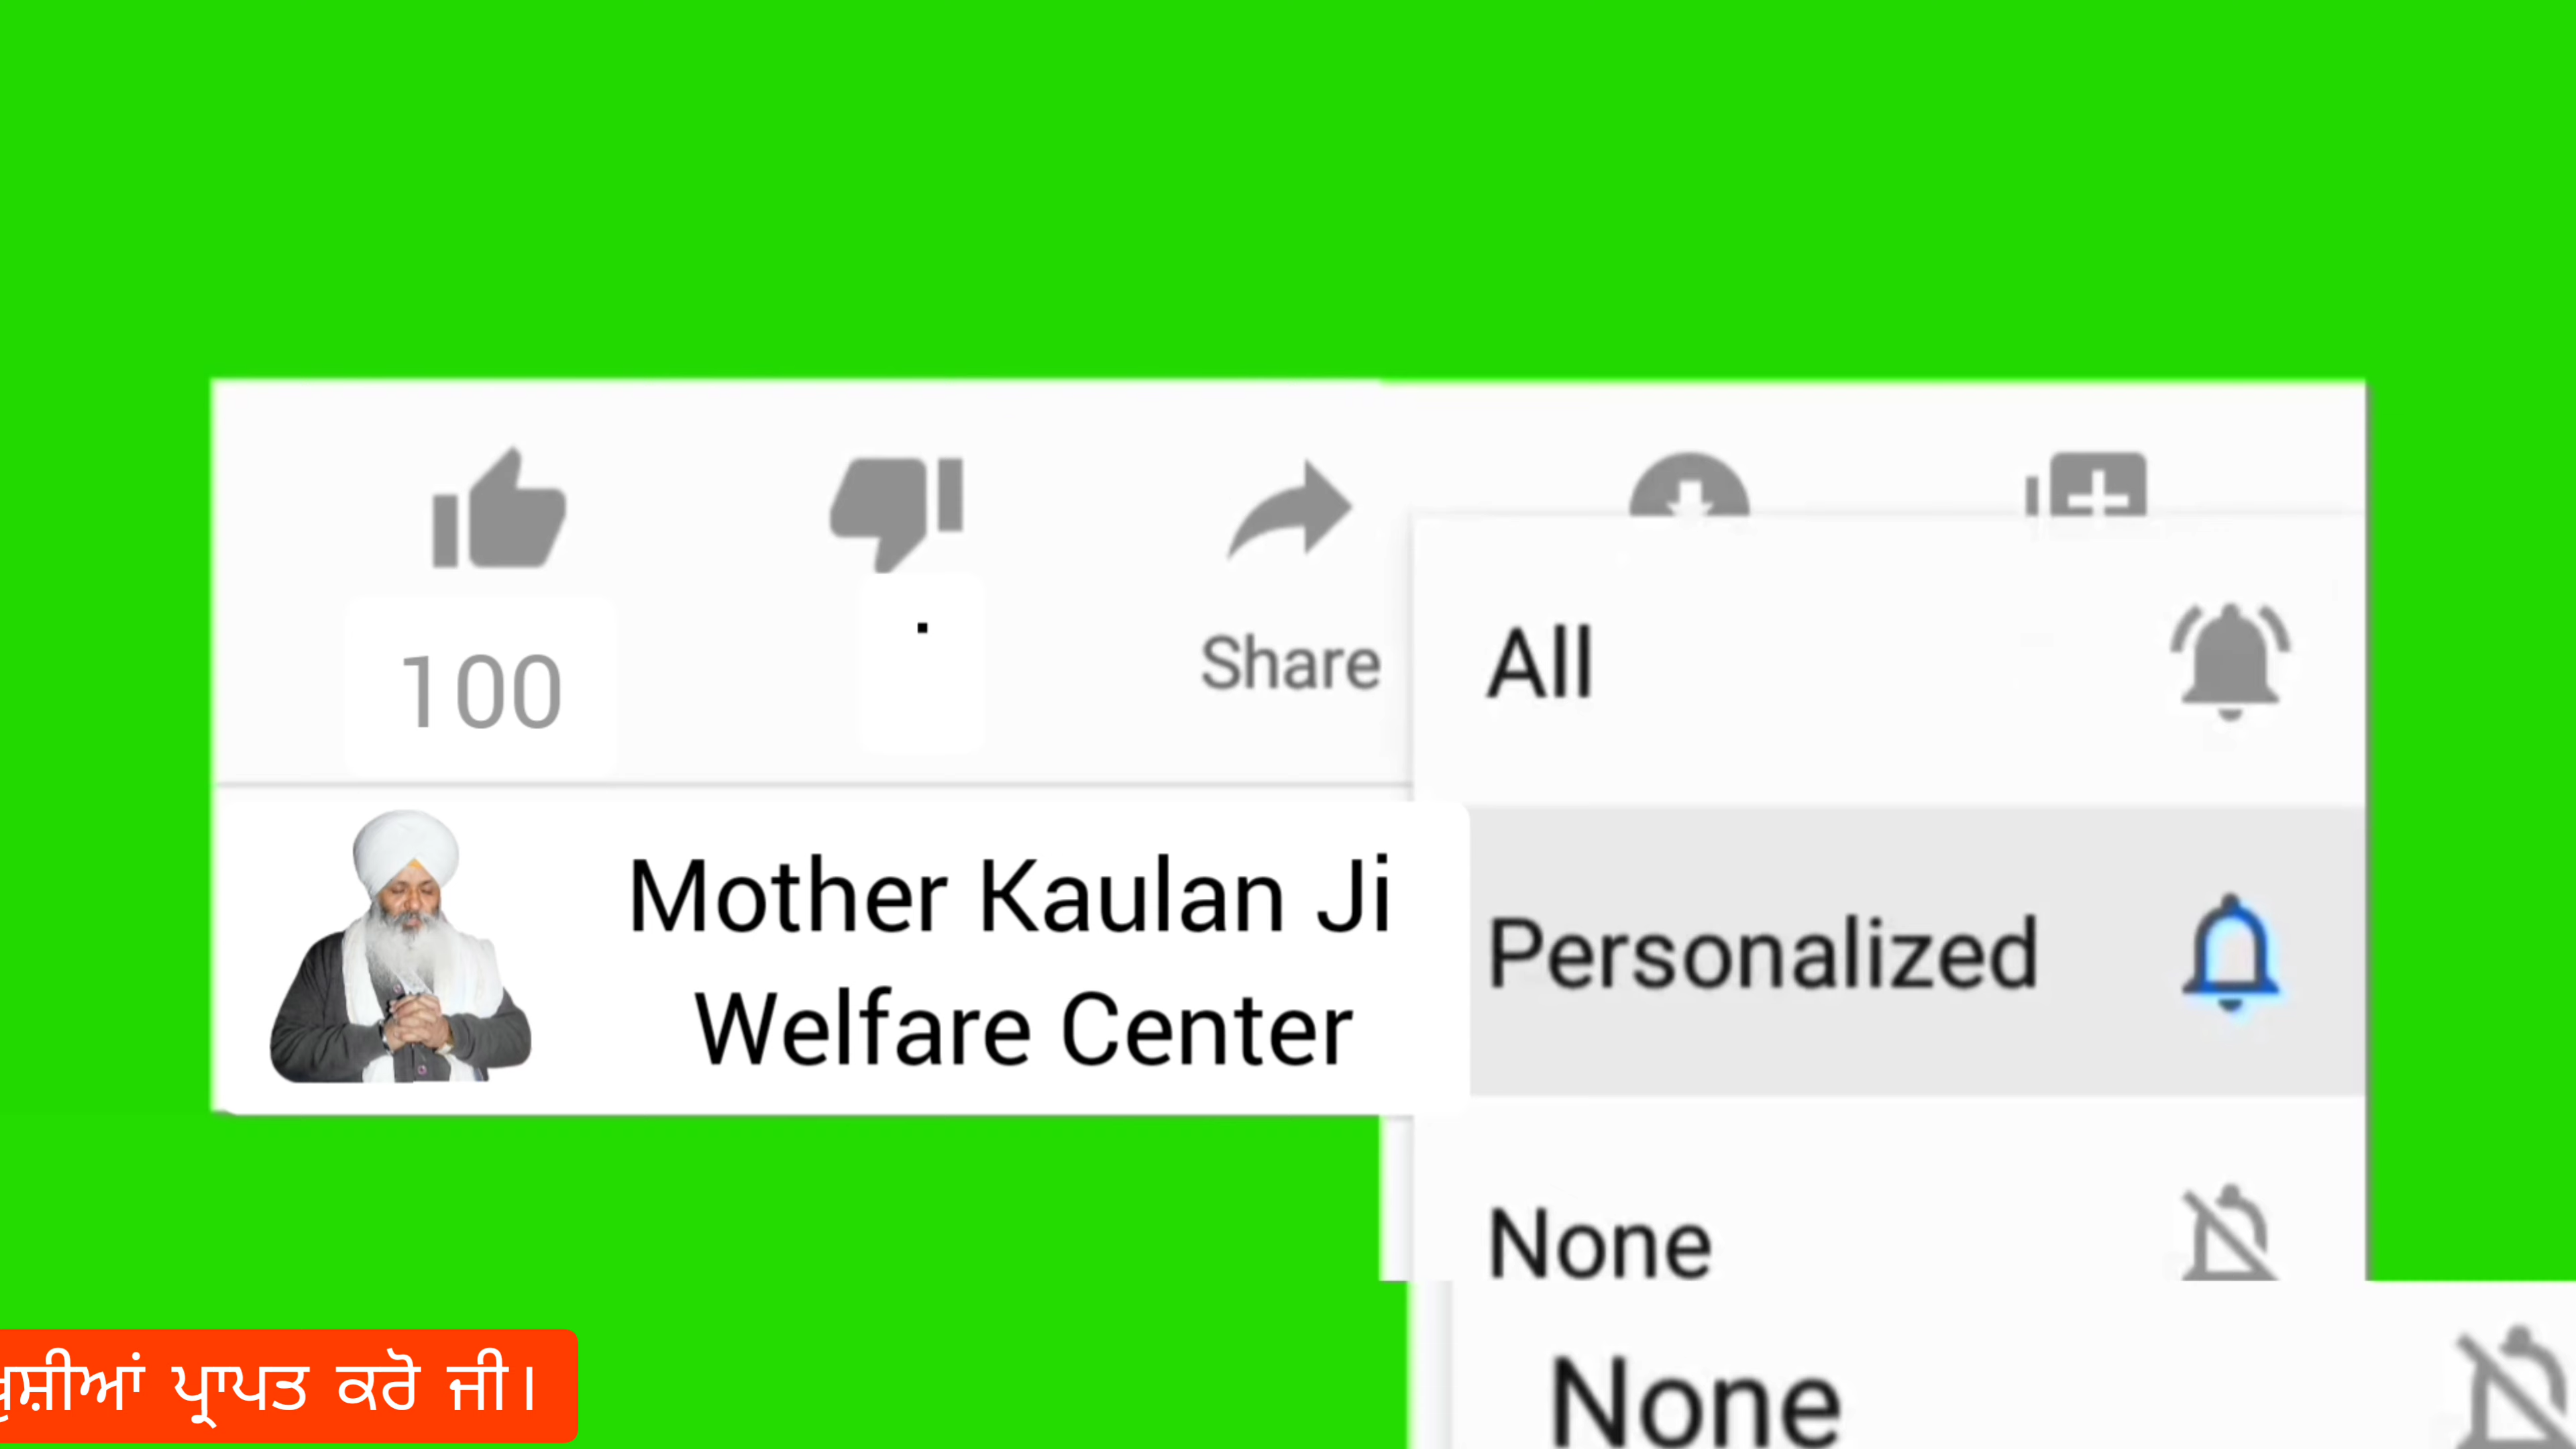 100
Share
All
Mother Kaulan Ji
Welfare Center
Personalized
None
None
ਪ੍ਰਾਪਤ ਕਰੋ ਜੀ।